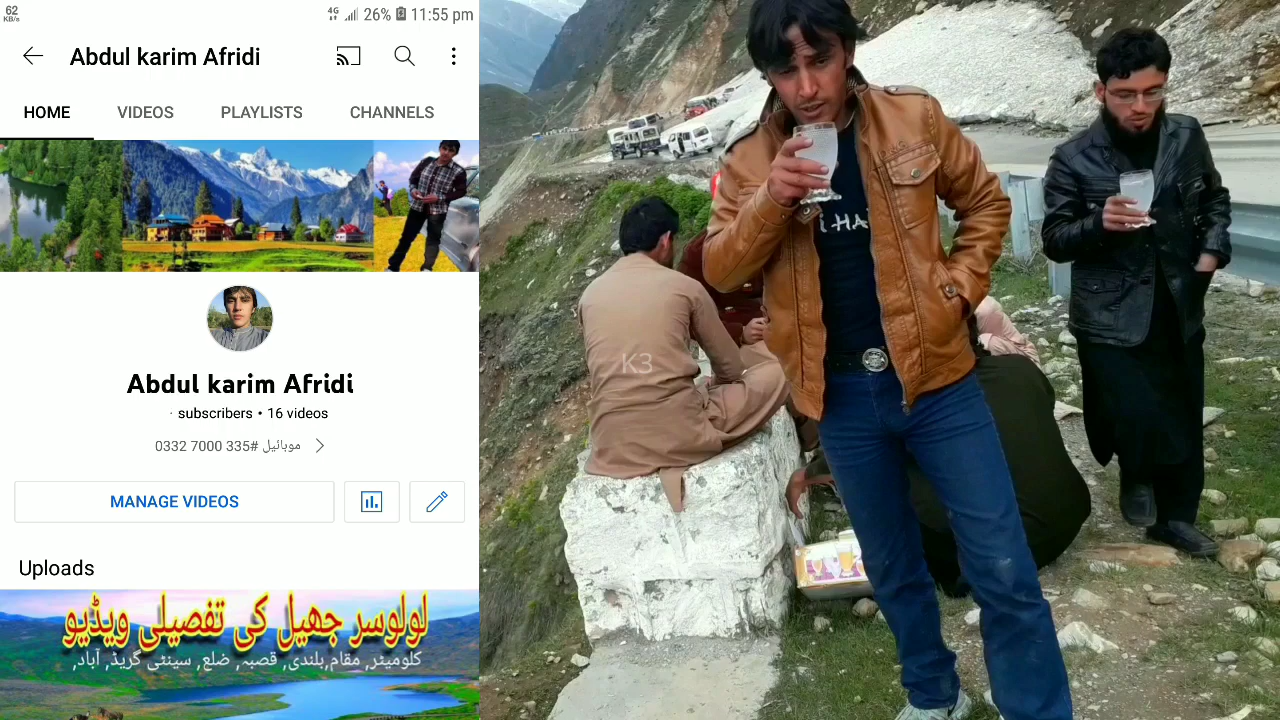 62
KB/s
4G
26%
11:55 pm
Abdul karim Afridi
HOME
VIDEOS
PLAYLISTS
CHANNELS
Abdul karim Afridi
· subscribers • 16 videos
موبائیل #335 7000 0332
MANAGE VIDEOS
Uploads
لولوسر جھیل کی تفصیلی ویڈیو
کلومیٹر, مقام,بلندی, قصبہ, ضلع, سینٹی گریڈ, آباد,
K3